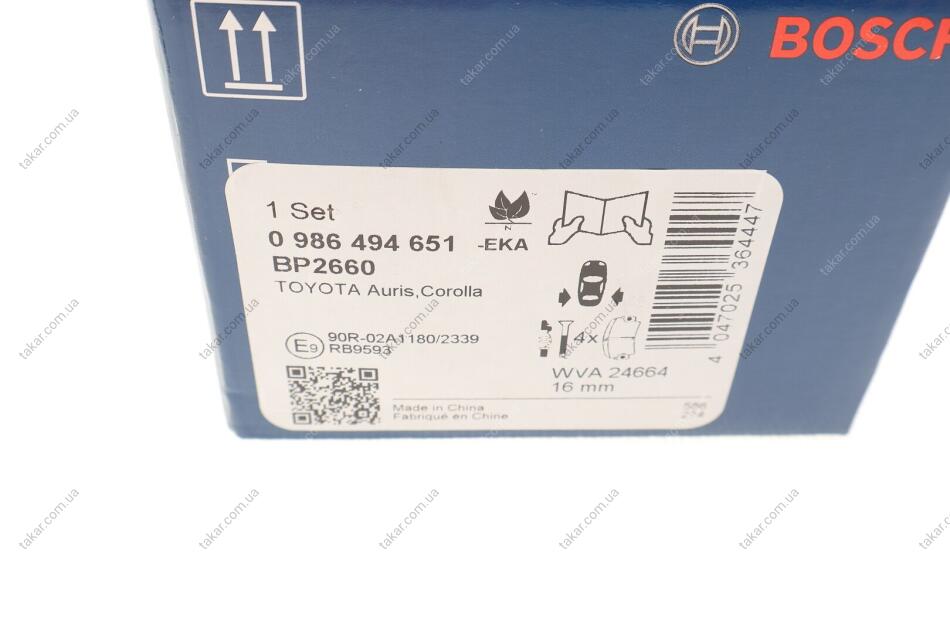 BOSCH
1 Set
0 986 494 651 -EKA
BP2660
TOYOTA Auris,Corolla
E9
90R-02A1180/2339
RB9593
4x
WVA 24664
16 mm
Made in China
Fabriqué en Chine
4 047025 364447
takar.com.ua